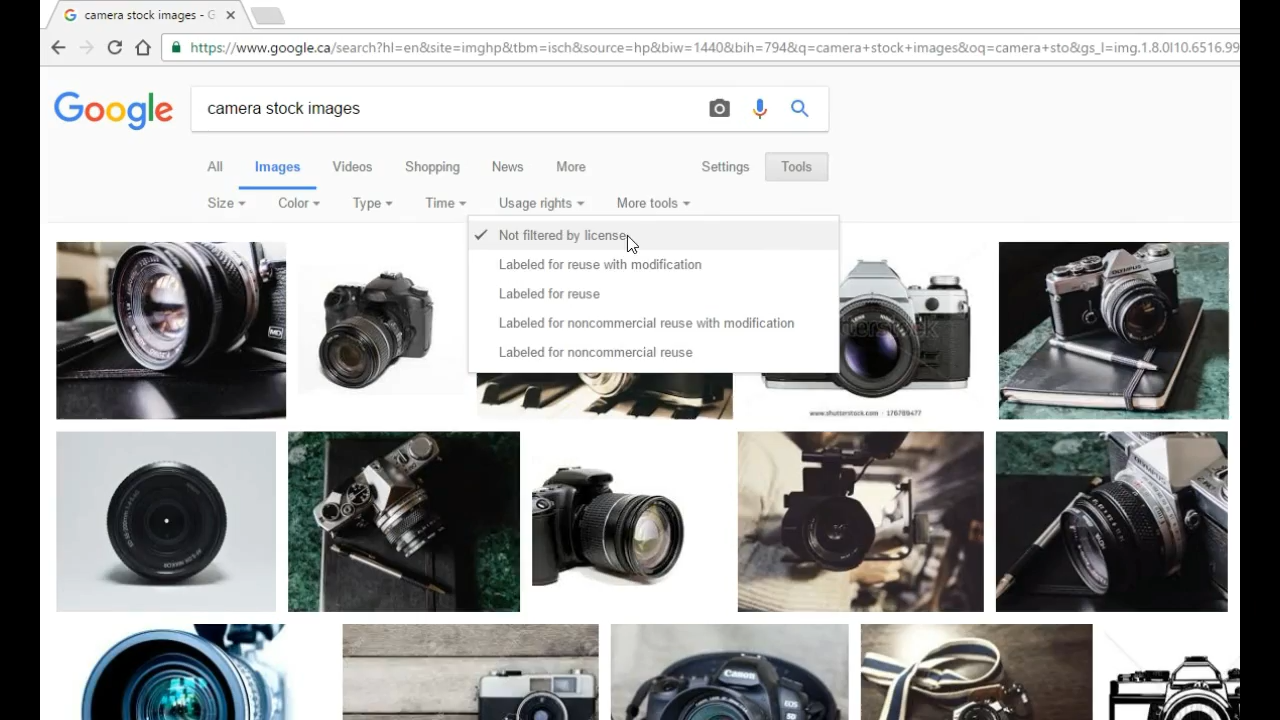 camera stock images - G
https://www.google.ca/search?hl=en&site=imghp&tbm=isch&source=hp&biw=1440&bih=794&q=camera+stock+images&oq=camera+sto&gs_l=img.1.8.0l10.6516.99
Google
camera stock images
All Images Videos Shopping News More Settings Tools
Size Color Type Time Usage rights More tools
Not filtered by license
Labeled for reuse with modification
Labeled for reuse
Labeled for noncommercial reuse with modification
Labeled for noncommercial reuse
MD
OLYMPUS
www.shutterstock.com · 176789477
OLYMPUS
Canon
EOS